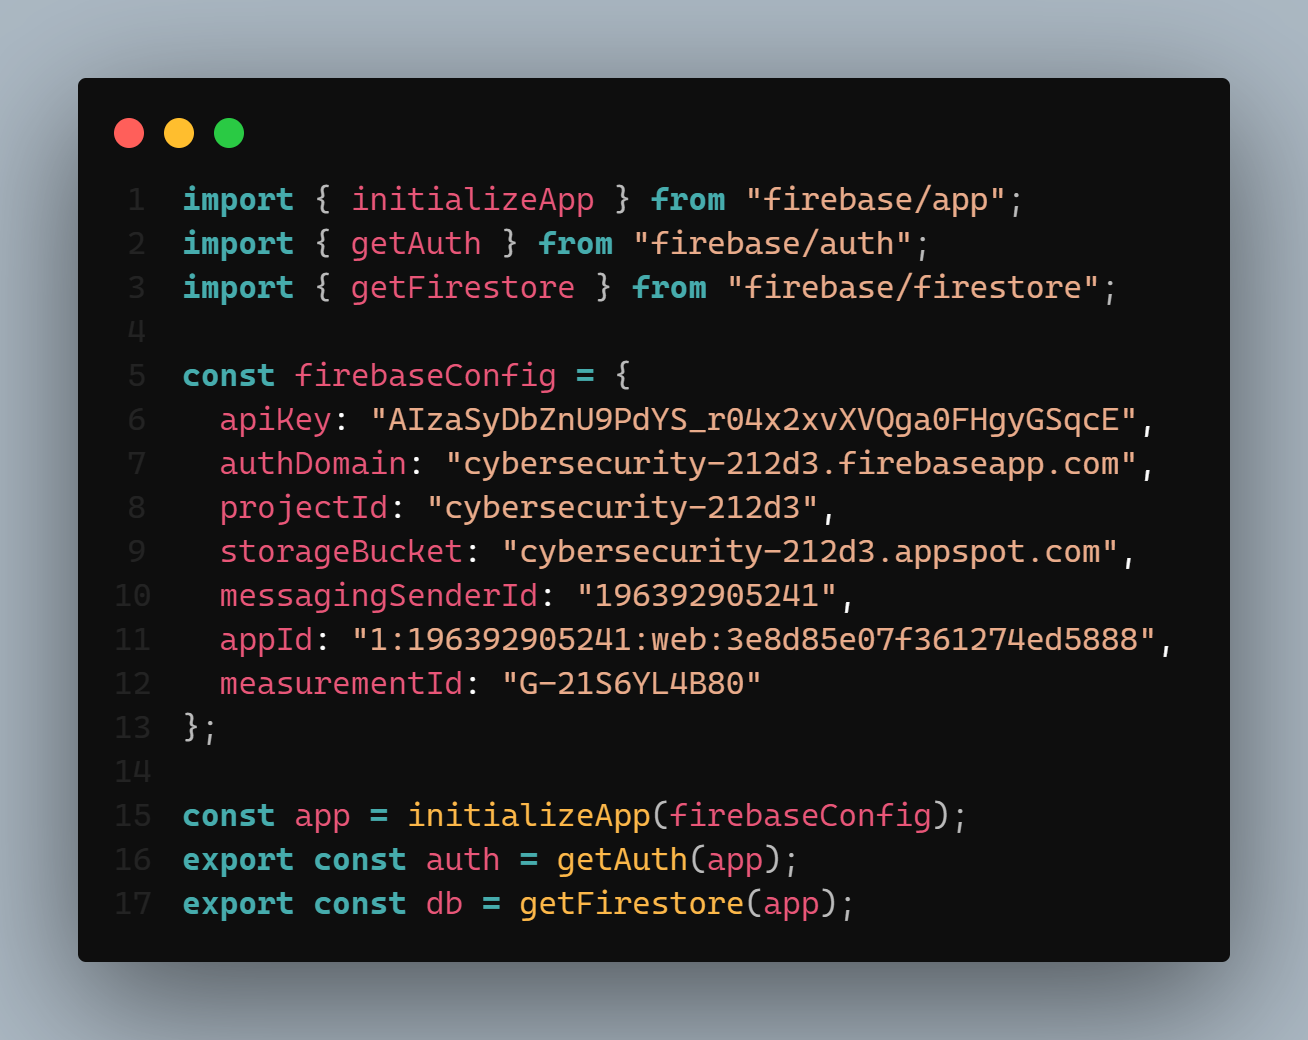 1 import { initializeApp } from "firebase/app";
2 import { getAuth } from "firebase/auth";
3 import { getFirestore } from "firebase/firestore";
4
5 const firebaseConfig = {
6   apiKey: "AIzaSyDbZnU9PdYS_r04x2xvXVQga0FHgyGSqcE",
7   authDomain: "cybersecurity-212d3.firebaseapp.com",
8   projectId: "cybersecurity-212d3",
9   storageBucket: "cybersecurity-212d3.appspot.com",
10   messagingSenderId: "196392905241",
11   appId: "1:196392905241:web:3e8d85e07f361274ed5888",
12   measurementId: "G-21S6YL4B80"
13 };
14
15 const app = initializeApp(firebaseConfig);
16 export const auth = getAuth(app);
17 export const db = getFirestore(app);